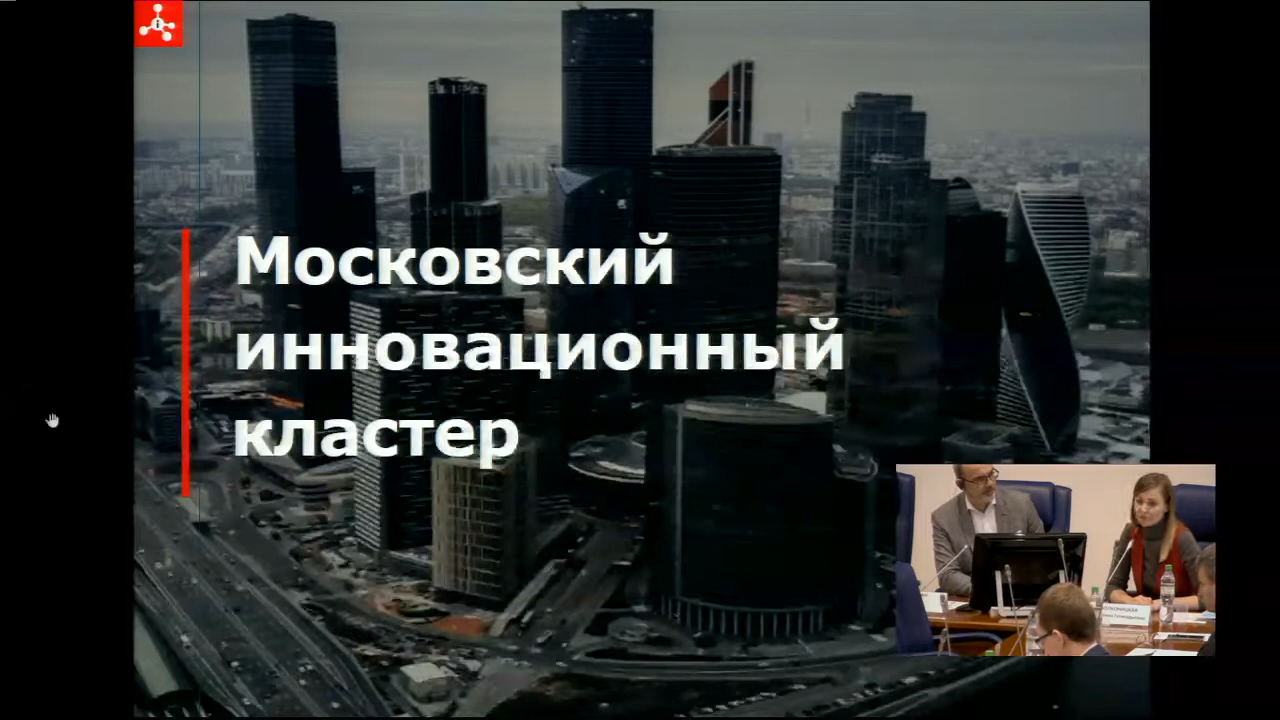 Московский
инновационный
кластер